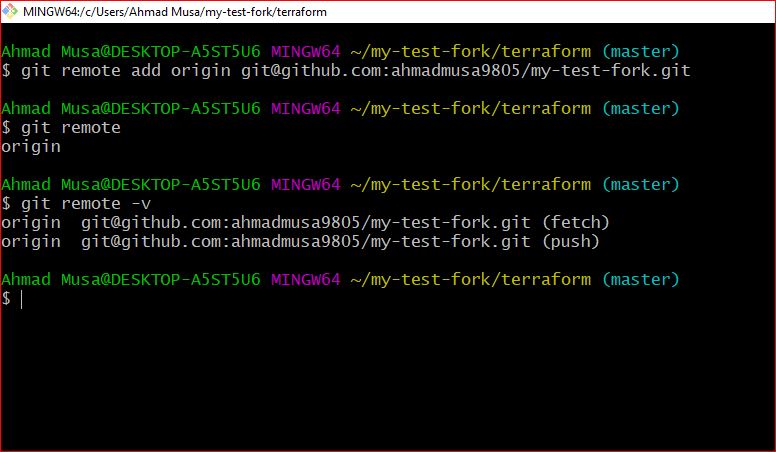 MINGW64:/c/Users/Ahmad Musa/my-test-fork/terraform
Ahmad Musa@DESKTOP-A5ST5U6 MINGW64 ~/my-test-fork/terraform (master)
$ git remote add origin git@github.com:ahmadmusa9805/my-test-fork.git
Ahmad Musa@DESKTOP-A5ST5U6 MINGW64 ~/my-test-fork/terraform (master)
$ git remote
origin
Ahmad Musa@DESKTOP-A5ST5U6 MINGW64 ~/my-test-fork/terraform (master)
$ git remote -v
origin  git@github.com:ahmadmusa9805/my-test-fork.git (fetch)
origin  git@github.com:ahmadmusa9805/my-test-fork.git (push)
Ahmad Musa@DESKTOP-A5ST5U6 MINGW64 ~/my-test-fork/terraform (master)
$